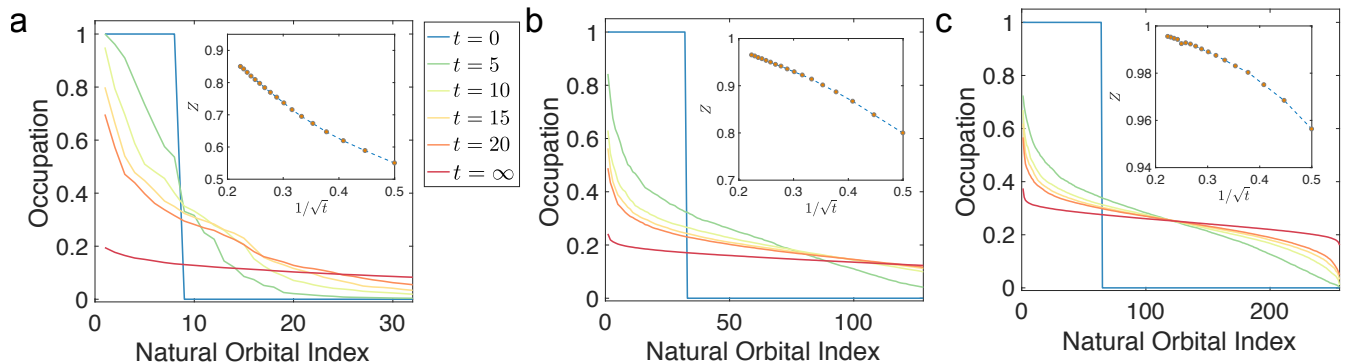 a
Occupation
1
0.8
0.6
0.4
0.2
0
0
10
20
30
Natural Orbital Index
Z
0.9
0.8
0.7
0.6
0.5
0.2
0.3
0.4
0.5
1/√t
t = 0
t = 5
t = 10
t = 15
t = 20
t = ∞
b
Occupation
1
0.8
0.6
0.4
0.2
0
0
50
100
Natural Orbital Index
Z
1
0.9
0.8
0.7
0.2
0.3
0.4
0.5
1/√t
c
Occupation
1
0.8
0.6
0.4
0.2
0
0
100
200
Natural Orbital Index
Z
1
0.98
0.96
0.94
0.2
0.3
0.4
0.5
1/√t